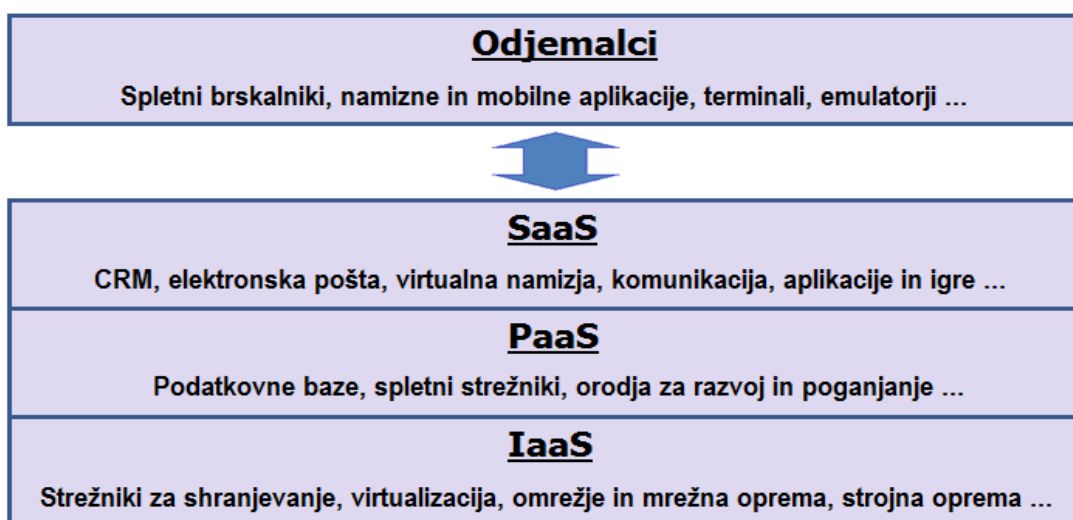 Odjemalci
Spletni brskalniki, namizne in mobilne aplikacije, terminali, emulatorji ...
SaaS
CRM, elektronska pošta, virtualna namizja, komunikacija, aplikacije in igre ...
PaaS
Podatkovne baze, spletni strežniki, orodja za razvoj in poganjanje ...
IaaS
Strežniki za shranjevanje, virtualizacija, omrežje in mrežna oprema, strojna oprema ...